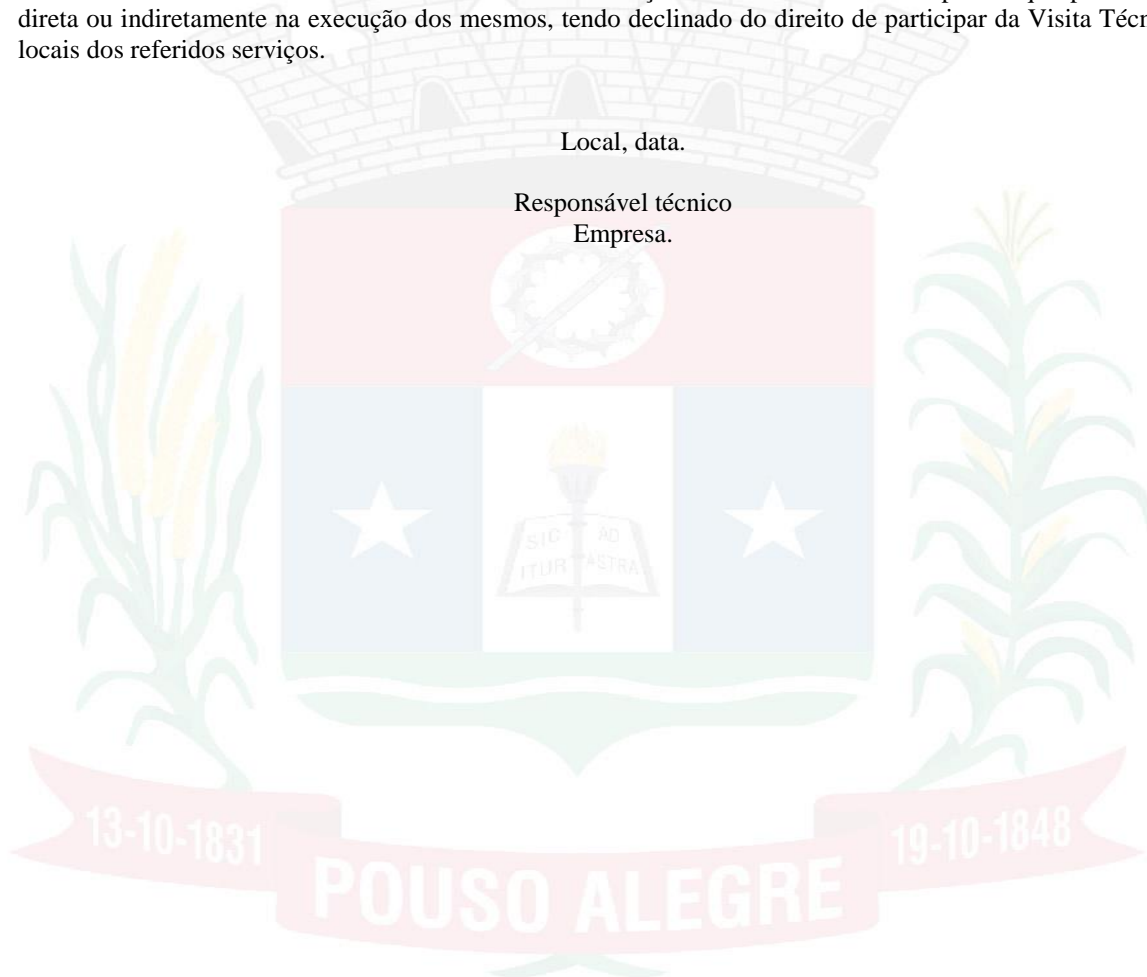 direta ou indiretamente na execução dos mesmos, tendo declinado do direito de participar da Visita
locais dos referidos serviços.
Local, data.
Responsável técnico
Empresa.
SIC AD
ITUR ASTRA
13-10-1831
19-10-1848
POUSO ALEGRE